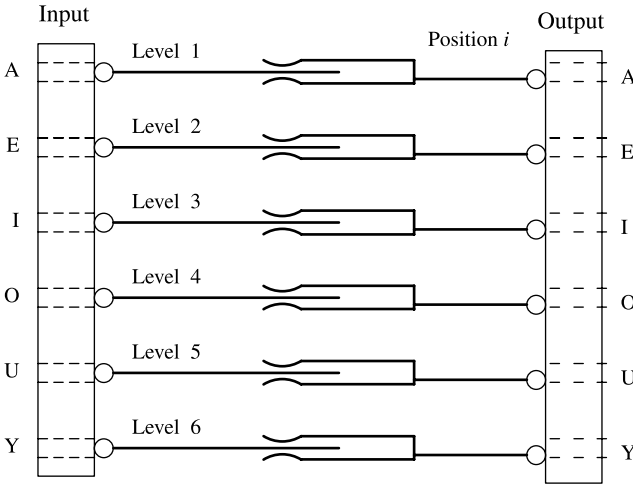 Input
Output
Position i
A Level 1 A
E Level 2 E
I Level 3 I
O Level 4 O
U Level 5 U
Y Level 6 Y